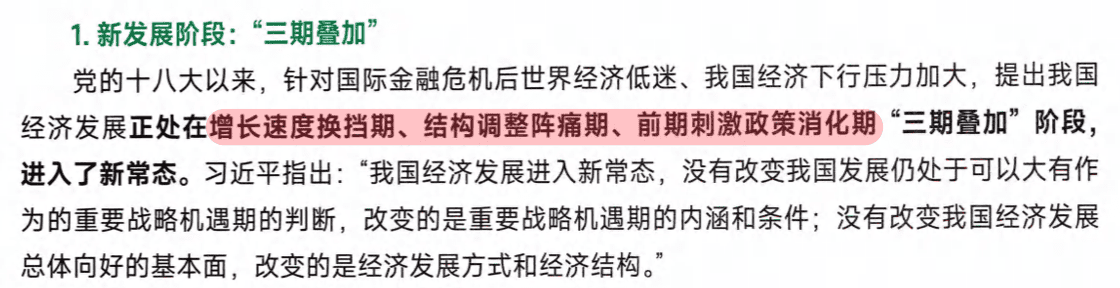 1. 新发展阶段：“三期叠加”
党的十八大以来，针对国际金融危机后世界经济低迷、我国经济下行压力加大，提出我国
经济发展正处在增长速度换挡期、结构调整阵痛期、前期刺激政策消化期“三期叠加”阶段，
进入了新常态。习近平指出：“我国经济发展进入新常态，没有改变我国发展仍处于可以大有作
为的重要战略机遇期的判断，改变的是重要战略机遇期的内涵和条件；没有改变我国经济发展
总体向好的基本面，改变的是经济发展方式和经济结构。”